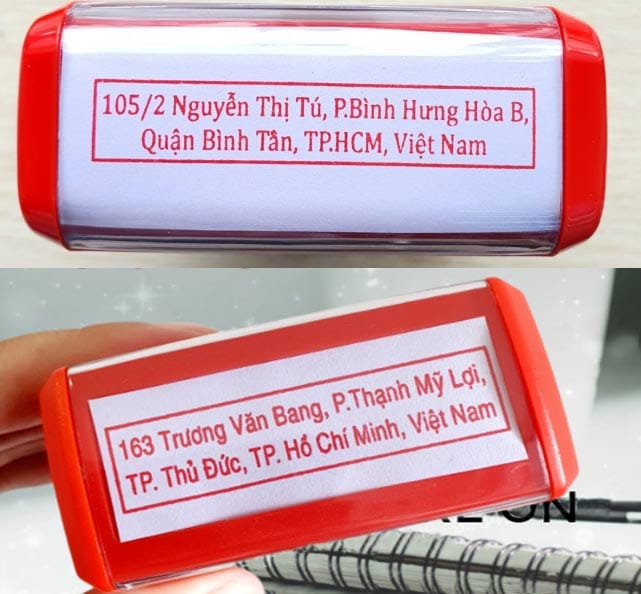 105/2 Nguyễn Thị Tú, P.Bình Hưng Hòa B,
Quận Bình Tân, TP.HCM, Việt Nam
163 Trương Văn Bang, P.Thạnh Mỹ Lợi,
TP. Thủ Đức, TP. Hồ Chí Minh, Việt Nam
ON